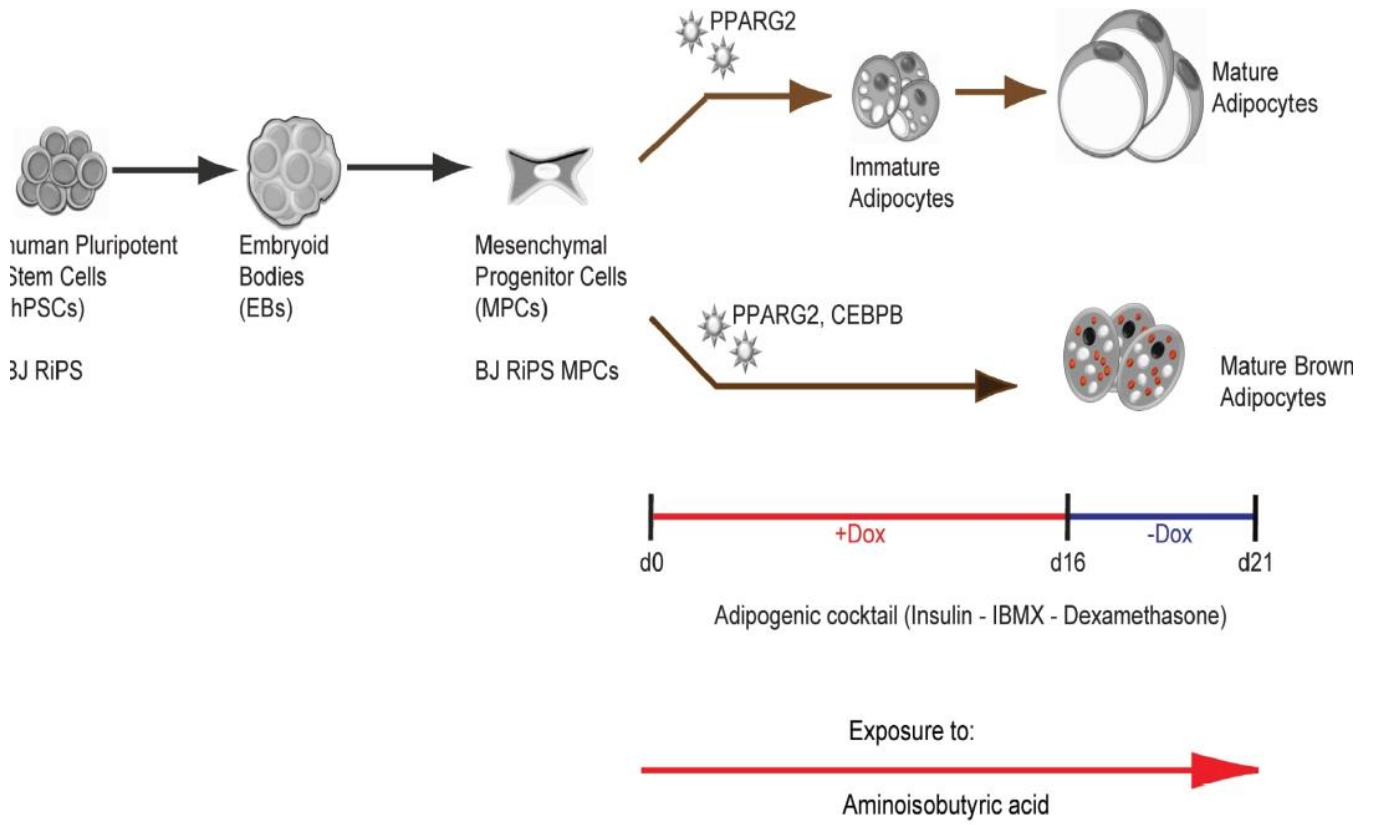 PPARG2
Mature
Adipocytes
Immature
Adipocytes
uman Pluripotent
Stem Cells
(hPSCs)
Embryoid
Bodies
(EBs)
Mesenchymal
Progenitor Cells
(MPCs)
BJ RiPS
BJ RiPS MPCs
PPARG2, CEBPB
Mature Brown
Adipocytes
+Dox
-Dox
d0
d16
d21
Adipogenic cocktail (Insulin - IBMX - Dexamethasone)
Exposure to:
Aminoisobutyric acid